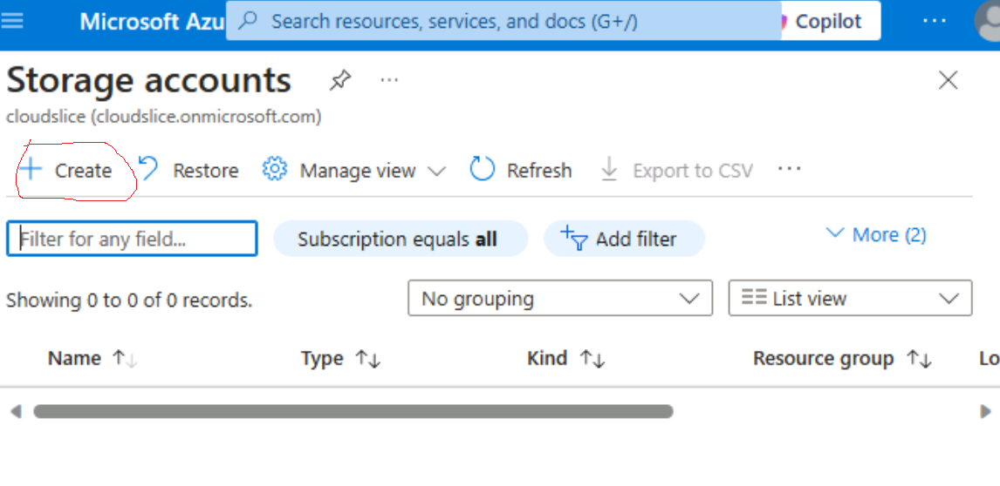 Microsoft Azu Search resources, services, and docs (G+/) Copilot ...
Storage accounts ...
cloudslice (cloudslice.onmicrosoft.com)
+ Create Restore Manage view Refresh Export to CSV ...
Filter for any field... Subscription equals all Add filter More (2)
Showing 0 to 0 of 0 records. No grouping List view
Name ↑↓ Type ↑↓ Kind ↑↓ Resource group ↑↓ Lo